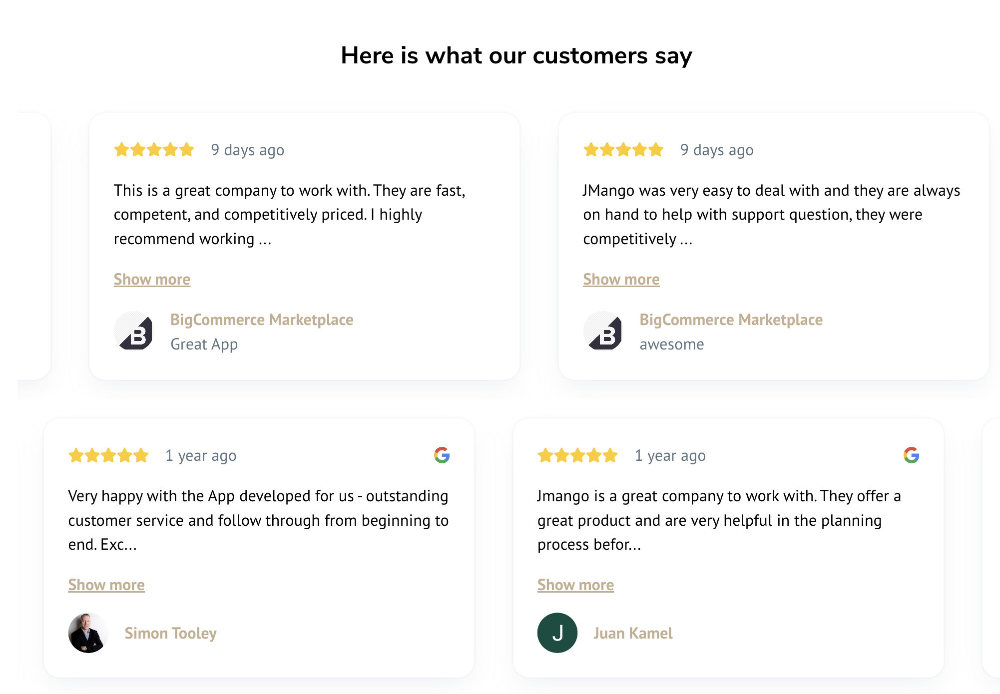 Here is what our customers say
9 days ago
This is a great company to work with. They are fast,
competent, and competitively priced. I highly
recommend working ...
Show more
B
BigCommerce Marketplace
Great App
9 days ago
JMango was very easy to deal with and they are always
on hand to help with support question, they were
competitively ...
Show more
B
BigCommerce Marketplace
awesome
1 year ago
G
Very happy with the App developed for us - outstanding
customer service and follow through from beginning to
end. Exc...
Show more
Simon Tooley
1 year ago
G
Jmango is a great company to work with. They offer a
great product and are very helpful in the planning
process befor...
Show more
J
Juan Kamel